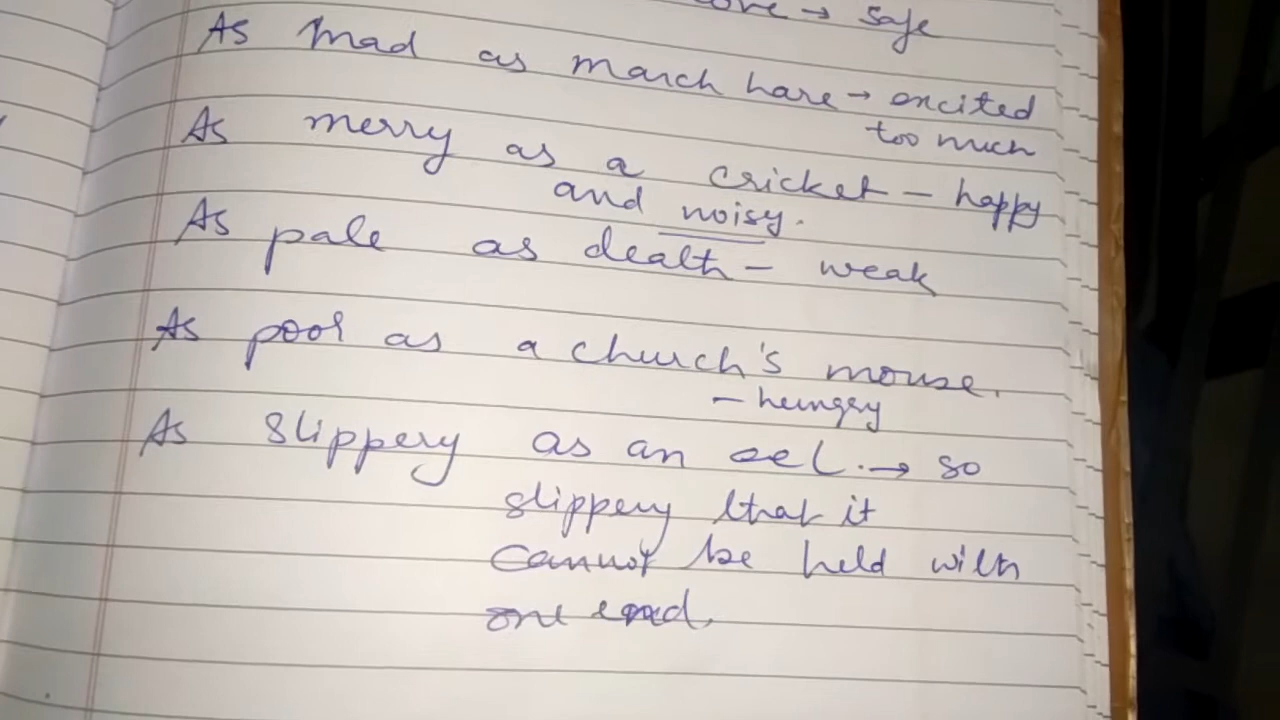 → safe
As mad as march hare → excited
too much
As merry as a cricket - happy
and noisy.
As pale as death - weak
As poor as a church's mouse.
- hungry
As slippery as an eel. → so
slippery that it
cannot be held with
one end.